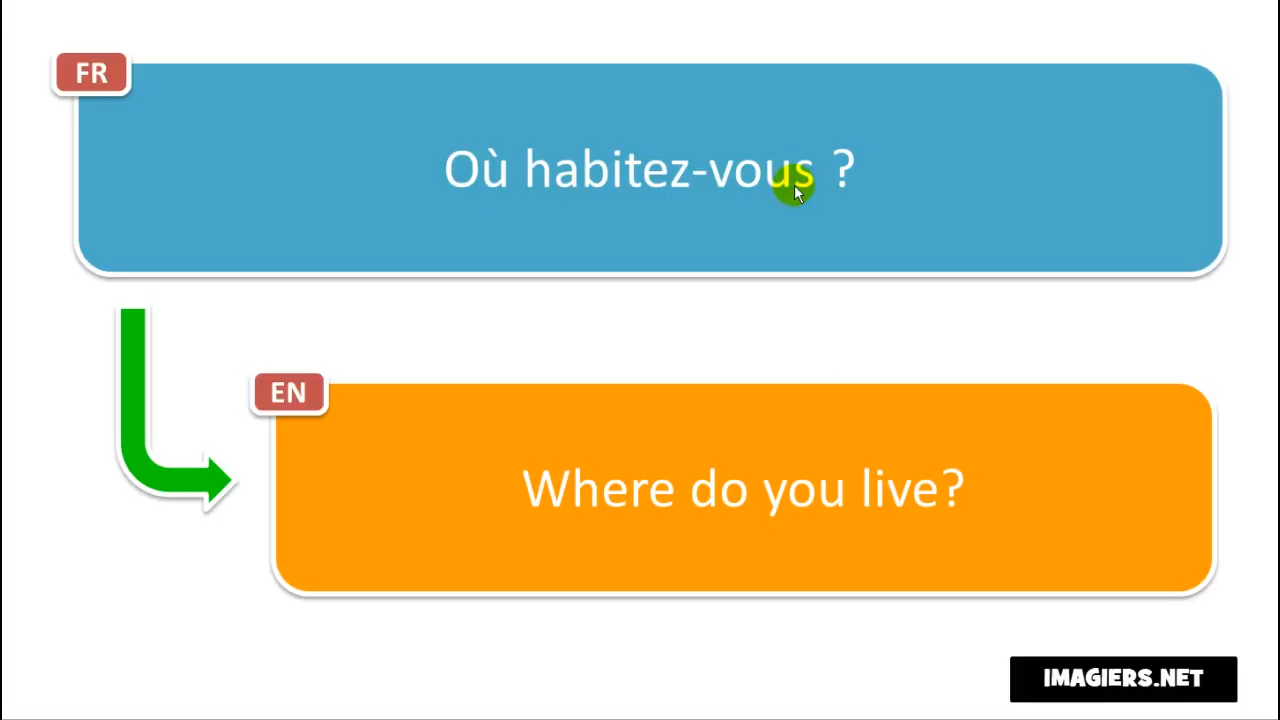 FR
Où habitez-vous ?
EN
Where do you live?
IMAGIERS.NET